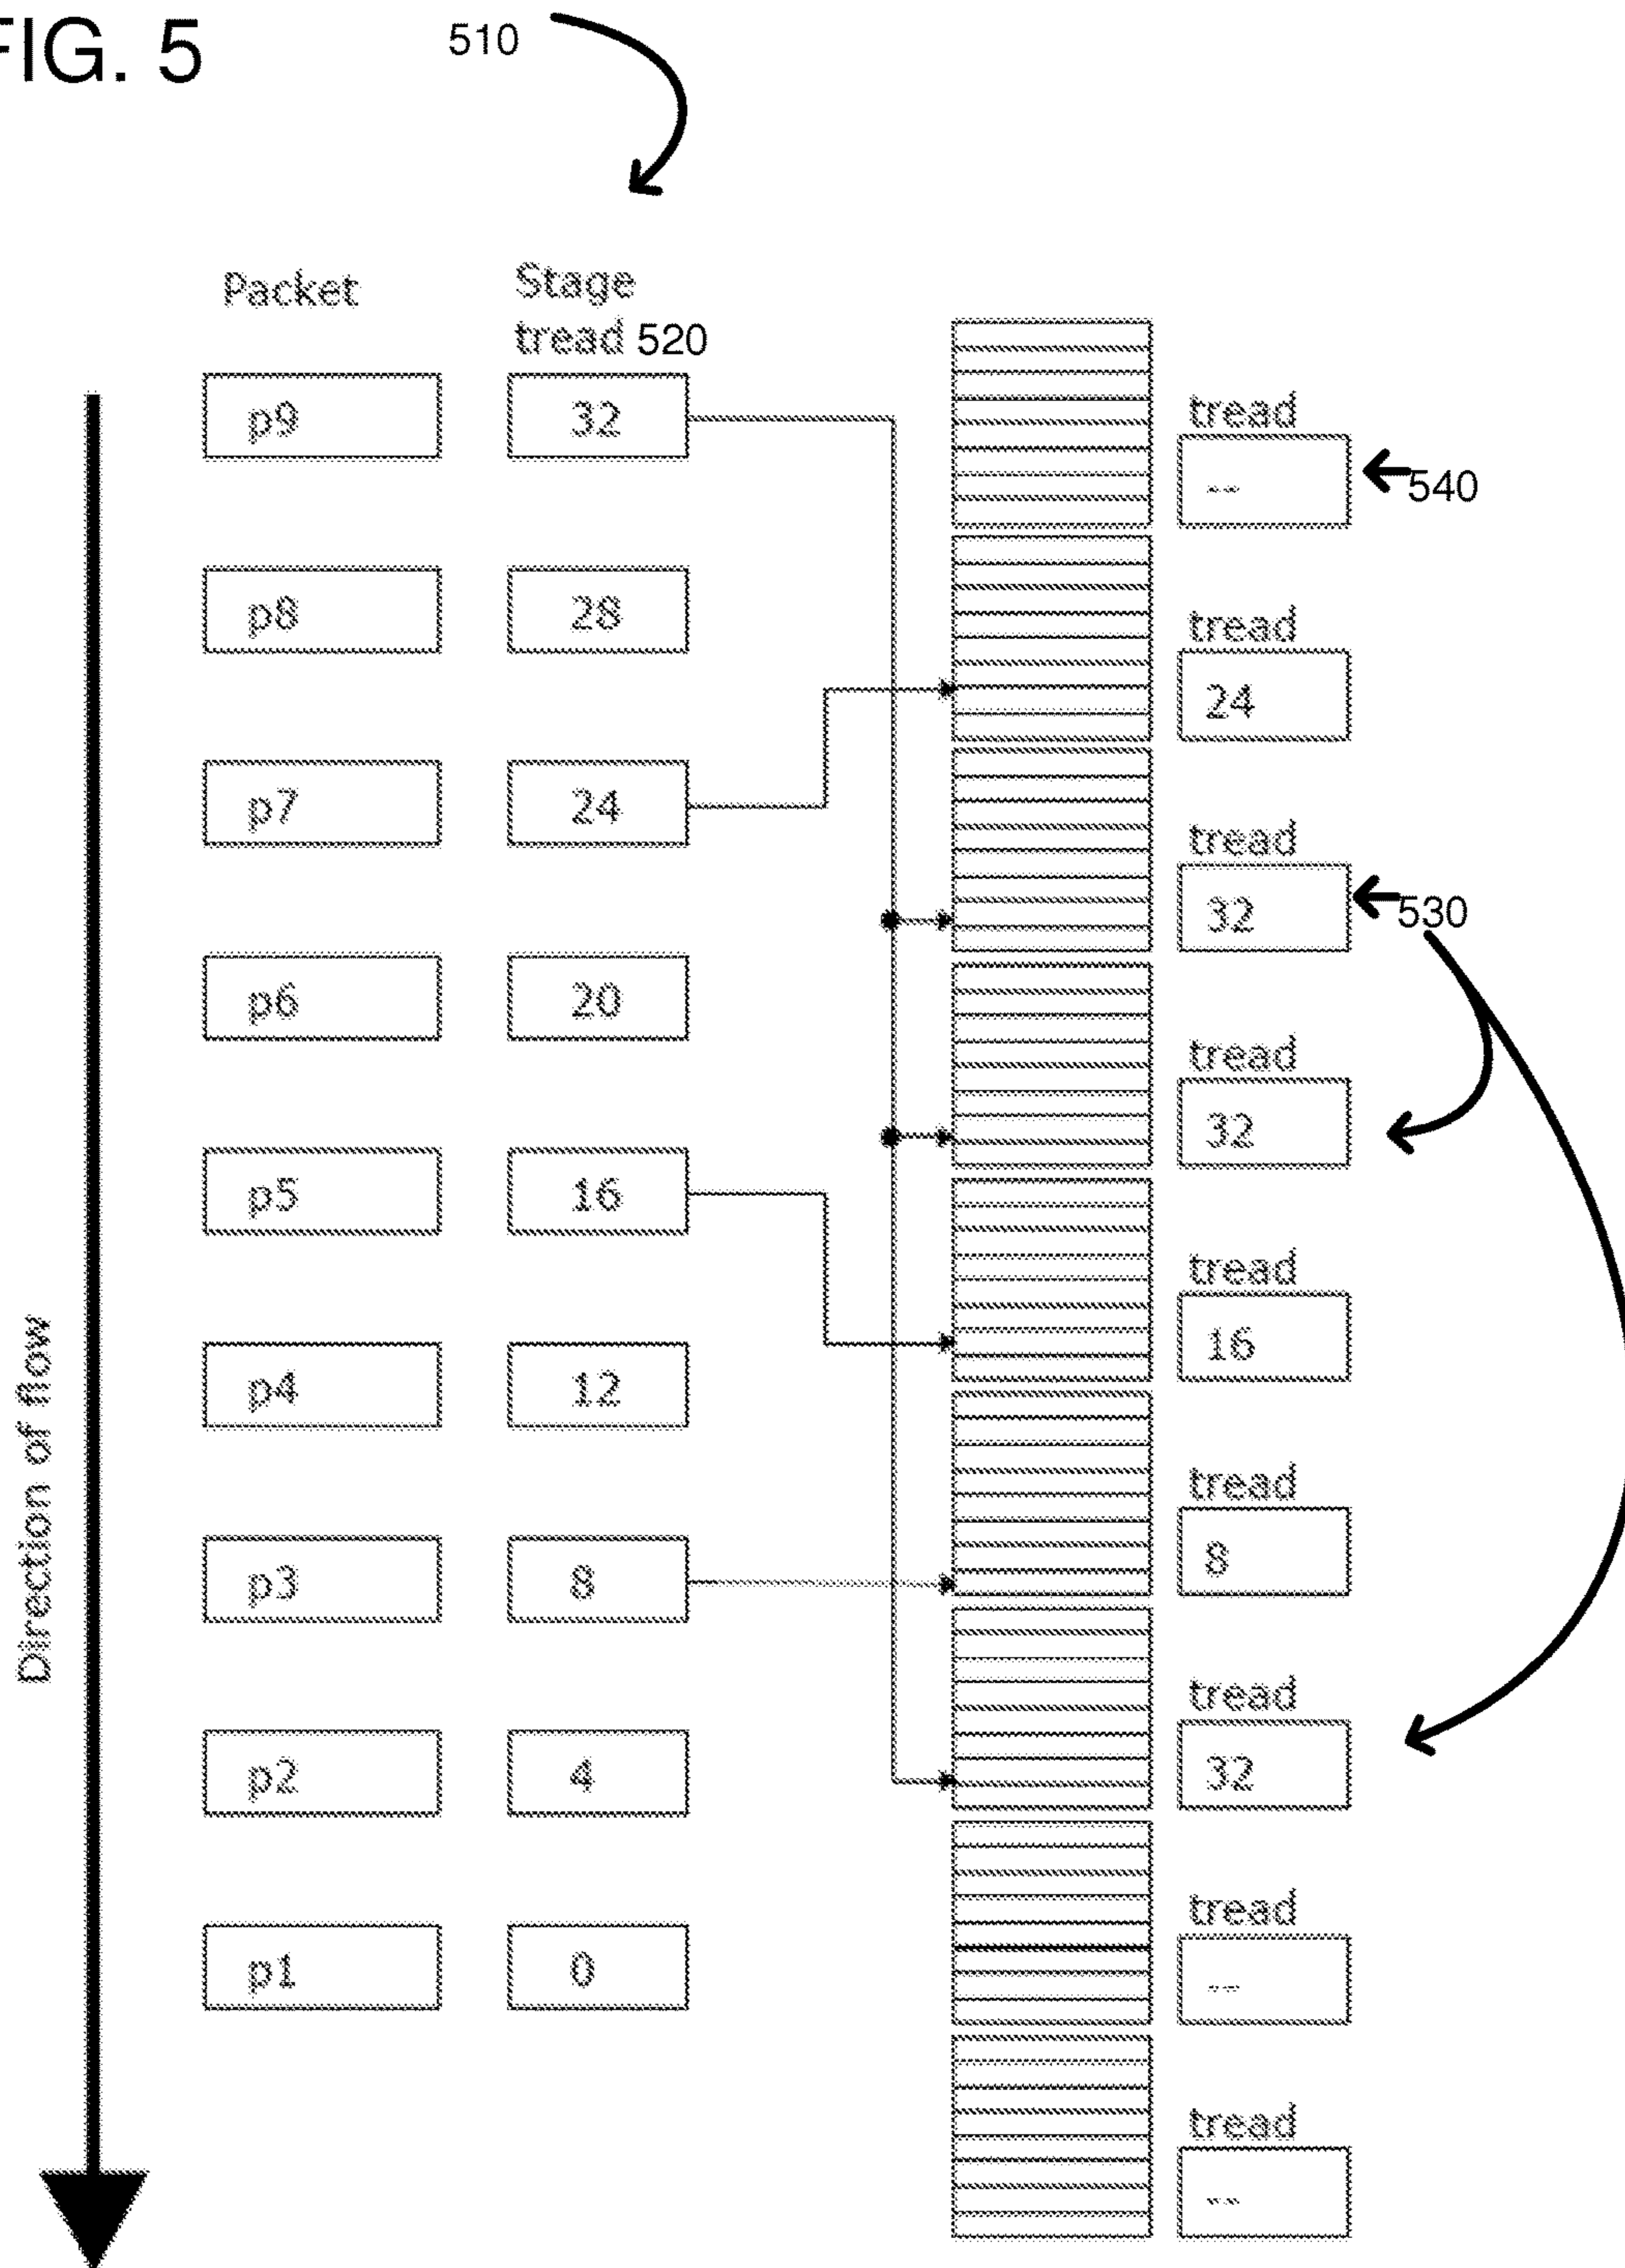 FIG. 5
510
Packet
Stage
tread 520
p9 32
tread
-- 540
p8 28
tread
24
p7 24
tread
32 530
p6 20
tread
32
p5 16
tread
16
p4 12
tread
8
p3 8
tread
32
p2 4
tread
--
p1 0
tread
--
Direction of flow